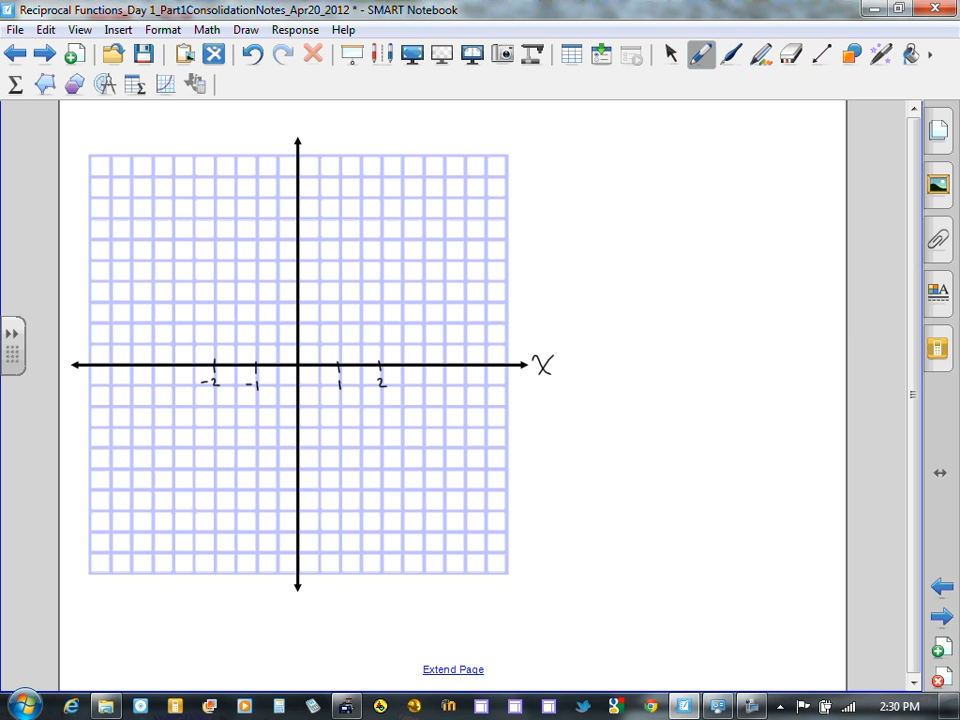 Reciprocal Functions_Day 1_Part1ConsolidationNotes_Apr20_2012 * - SMART Notebook
File Edit View Insert Format Math Draw Response Help
X
-2 -1 1 2
Extend Page
2:30 PM